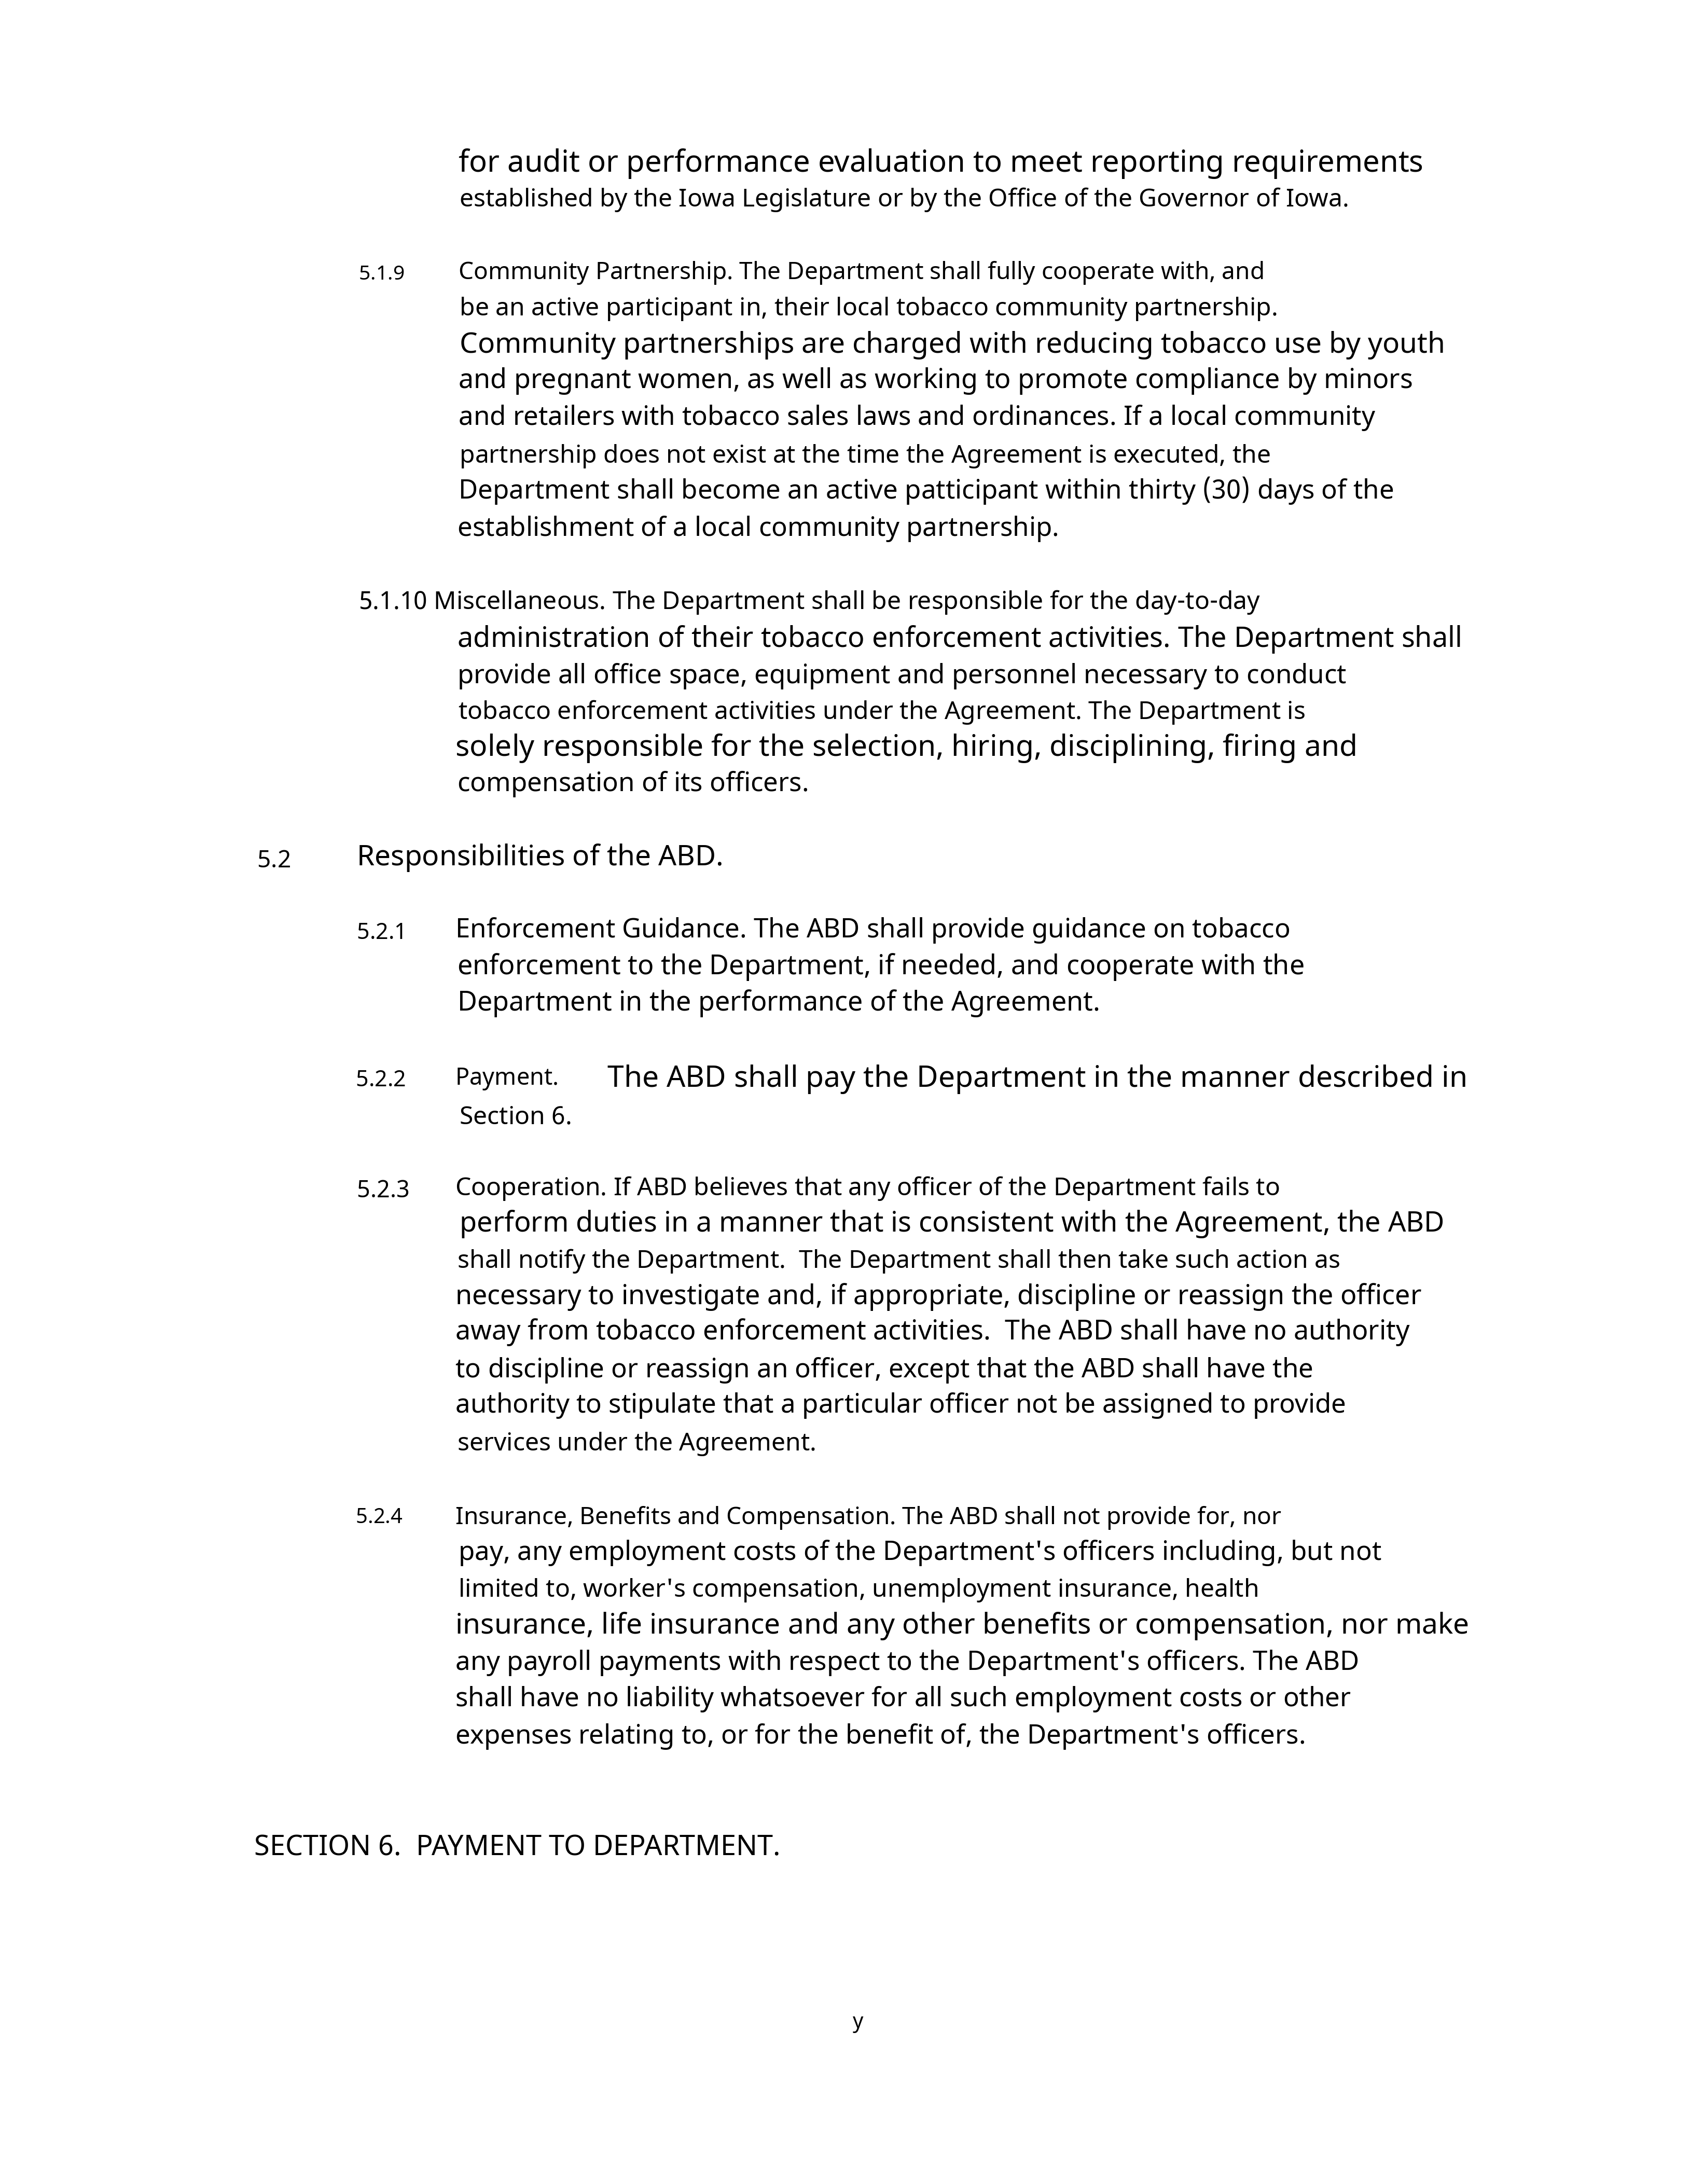 for audit or performance evaluation to meet reporting requirements
established by the Iowa Legislature or by the Office of the Governor of Iowa.
5.1.9 Community Partnership. The Department shall fully cooperate with, and
be an active participant in, their local tobacco community partnership.
Community partnerships are charged with reducing tobacco use by youth
and pregnant women, as well as working to promote compliance by minors
and retailers with tobacco sales laws and ordinances. If a local community
partnership does not exist at the time the Agreement is executed, the
Department shall become an active patticipant within thirty (30) days of the
establishment of a local community partnership.
5.1.10 Miscellaneous. The Department shall be responsible for the day-to-day
administration of their tobacco enforcement activities. The Department shall
provide all office space, equipment and personnel necessary to conduct
tobacco enforcement activities under the Agreement. The Department is
solely responsible for the selection, hiring, disciplining, firing and
compensation of its officers.
5.2 Responsibilities of the ABD.
5.2.1 Enforcement Guidance. The ABD shall provide guidance on tobacco
enforcement to the Department, if needed, and cooperate with the
Department in the performance of the Agreement.
5.2.2 Payment. The ABD shall pay the Department in the manner described in
Section 6.
5.2.3 Cooperation. If ABD believes that any officer of the Department fails to
perform duties in a manner that is consistent with the Agreement, the ABD
shall notify the Department. The Department shall then take such action as
necessary to investigate and, if appropriate, discipline or reassign the officer
away from tobacco enforcement activities. The ABD shall have no authority
to discipline or reassign an officer, except that the ABD shall have the
authority to stipulate that a particular officer not be assigned to provide
services under the Agreement.
5.2.4 Insurance, Benefits and Compensation. The ABD shall not provide for, nor
pay, any employment costs of the Department's officers including, but not
limited to, worker's compensation, unemployment insurance, health
insurance, life insurance and any other benefits or compensation, nor make
any payroll payments with respect to the Department's officers. The ABD
shall have no liability whatsoever for all such employment costs or other
expenses relating to, or for the benefit of, the Department's officers.
SECTION 6. PAYMENT TO DEPARTMENT.
y